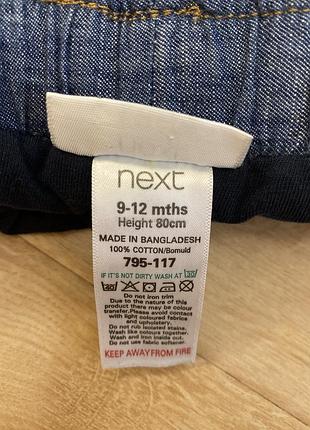 next
9-12 mths
Height 80cm
MADE IN BANGLADESH
100% COTTON/Bomuld
795-117
IF IT'S NOT DIRTY WASH AT 30
40
Do not iron trim
Due to the nature of this
product there may be colour
transfer. Please avoid contact
with light coloured fabrics
and upholstery.
Do not rub isolated stains.
Wash like colours together.
Wash and iron inside out.
Do not use fabric softener.
KEEP AWAY FROM FIRE